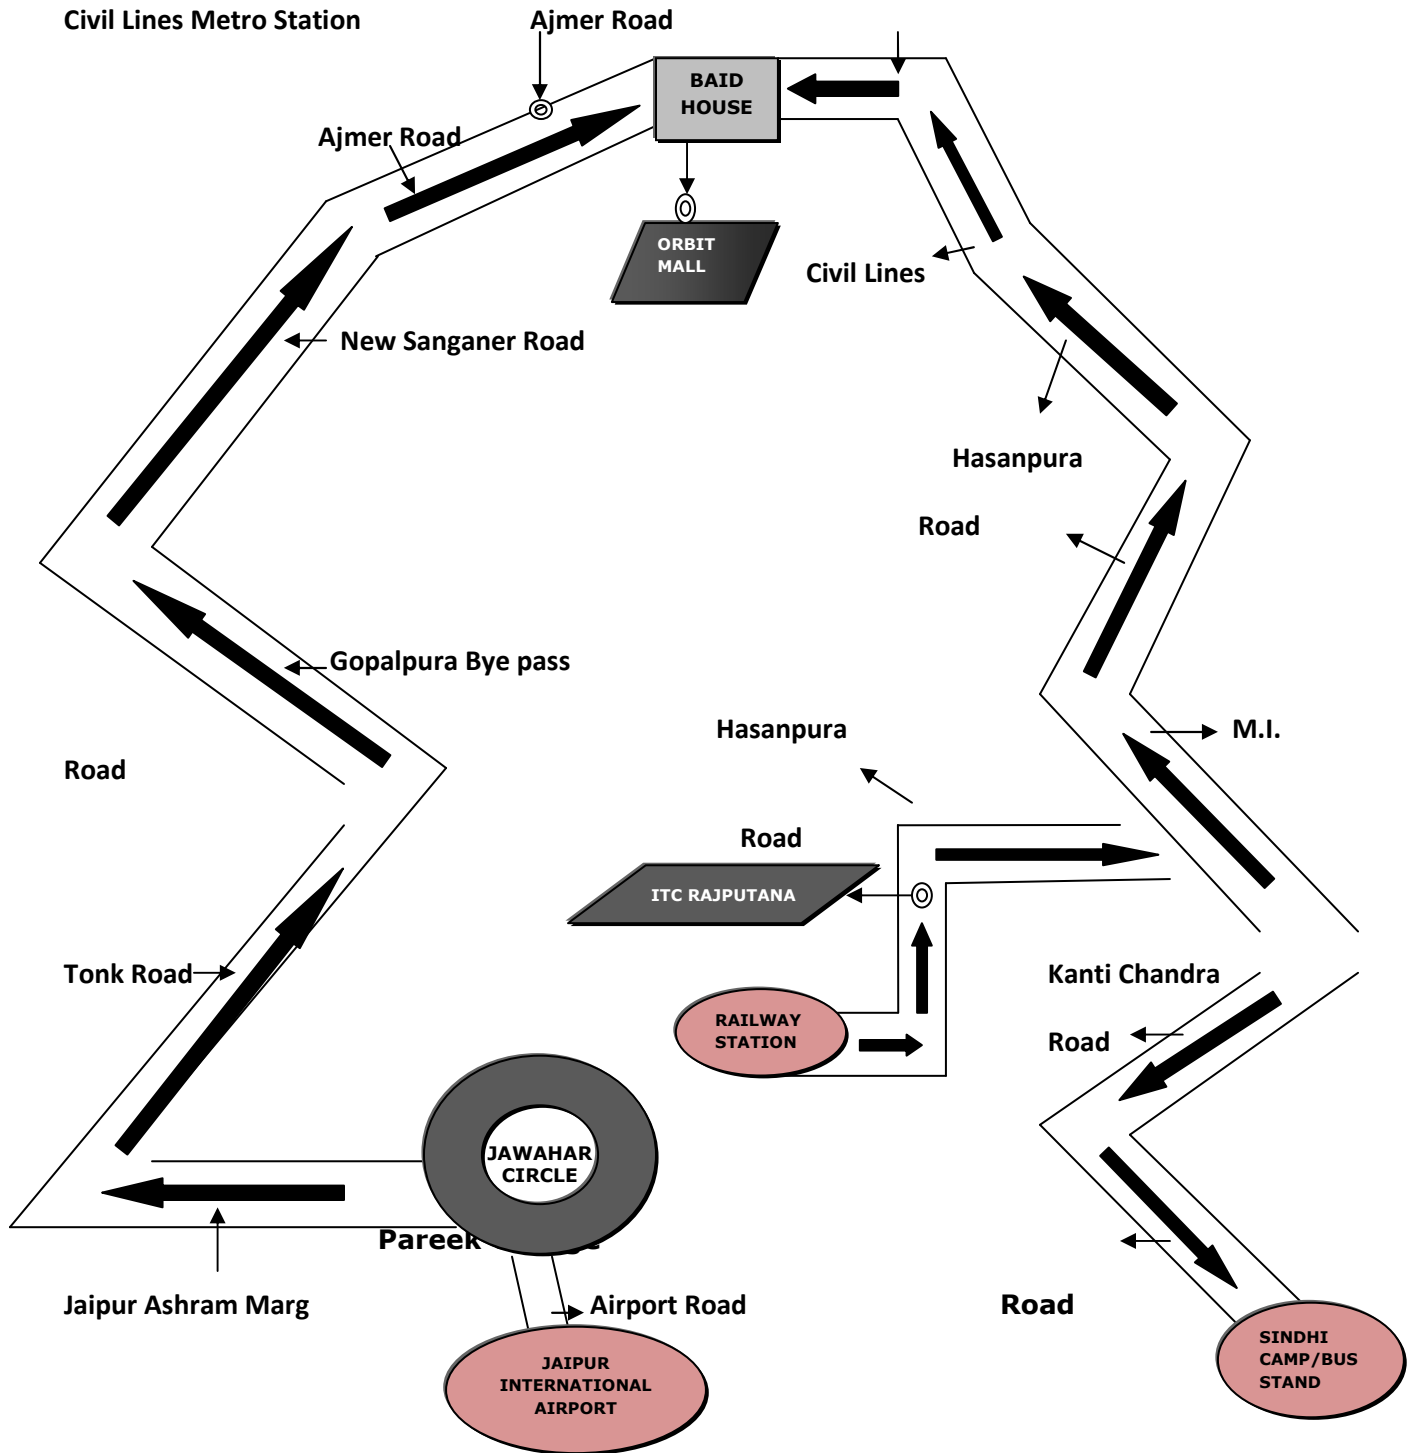 Civil Lines Metro Station Ajmer Road
BAID
HOUSE
Ajmer Road
ORBIT
MALL
Civil Lines
New Sanganer Road
Hasanpura
Road
Gopalpura Bye pass
Hasanpura
M.I.
Road
Road
ITC RAJPUTANA
Tonk Road
Kanti Chandra
RAILWAY
STATION
Road
JAWAHAR
CIRCLE
Pareek
Jaipur Ashram Marg
Airport Road
Road
SINDHI
CAMP/BUS
STAND
JAIPUR
INTERNATIONAL
AIRPORT